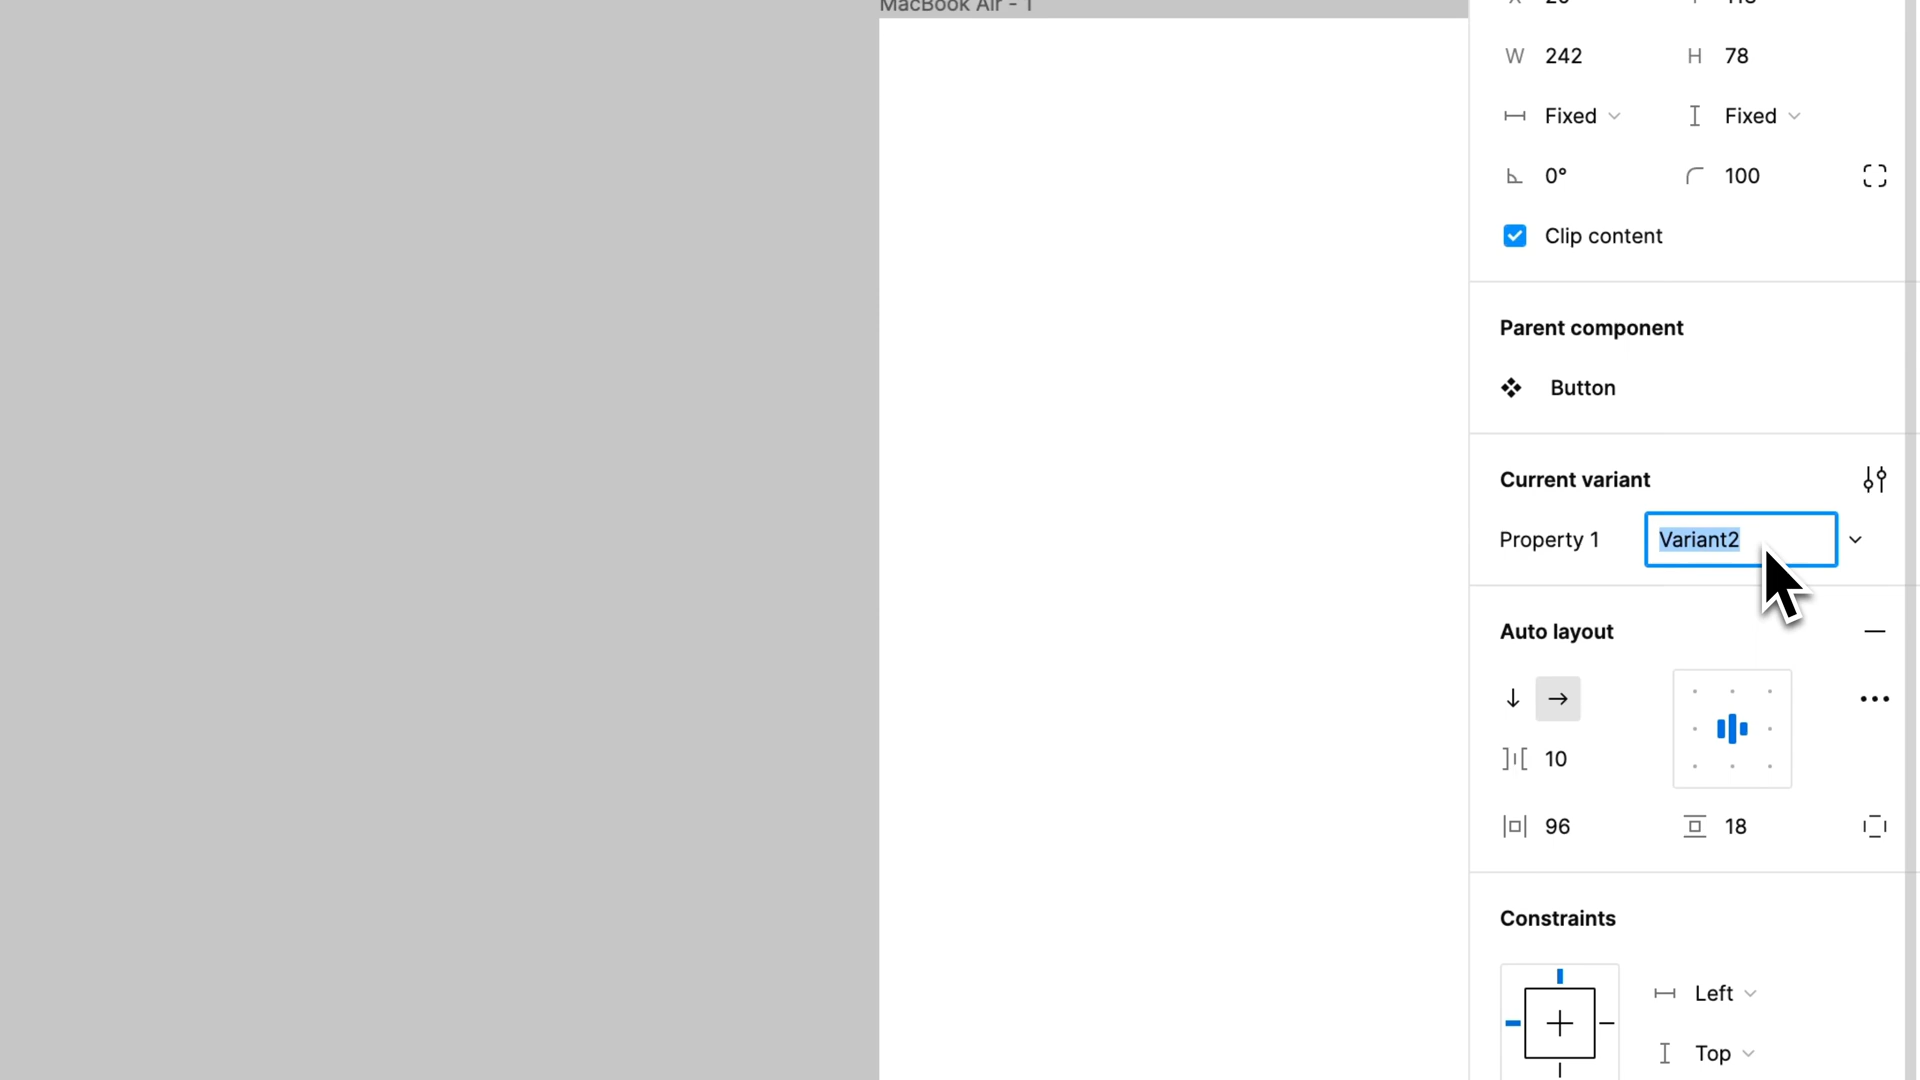 MacBook Air - 1
W 242 H 78
Fixed Fixed
0° 100
Clip content
Parent component
Button
Current variant
Property 1 Variant2
Auto layout
10
96 18
Constraints
Left
Top